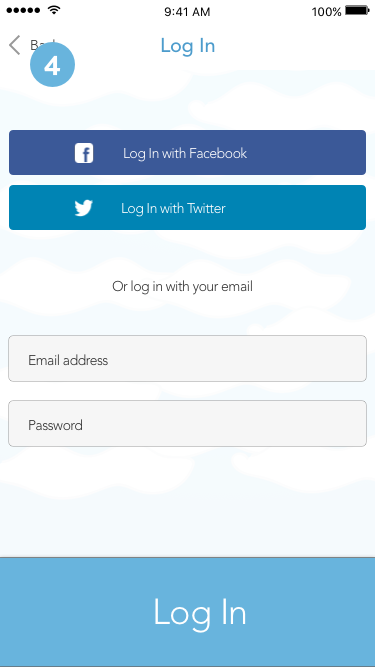 9:41 AM 100%
Log In
4
Log In with Facebook
Log In with Twitter
Or log in with your email
Email address
Password
Log In